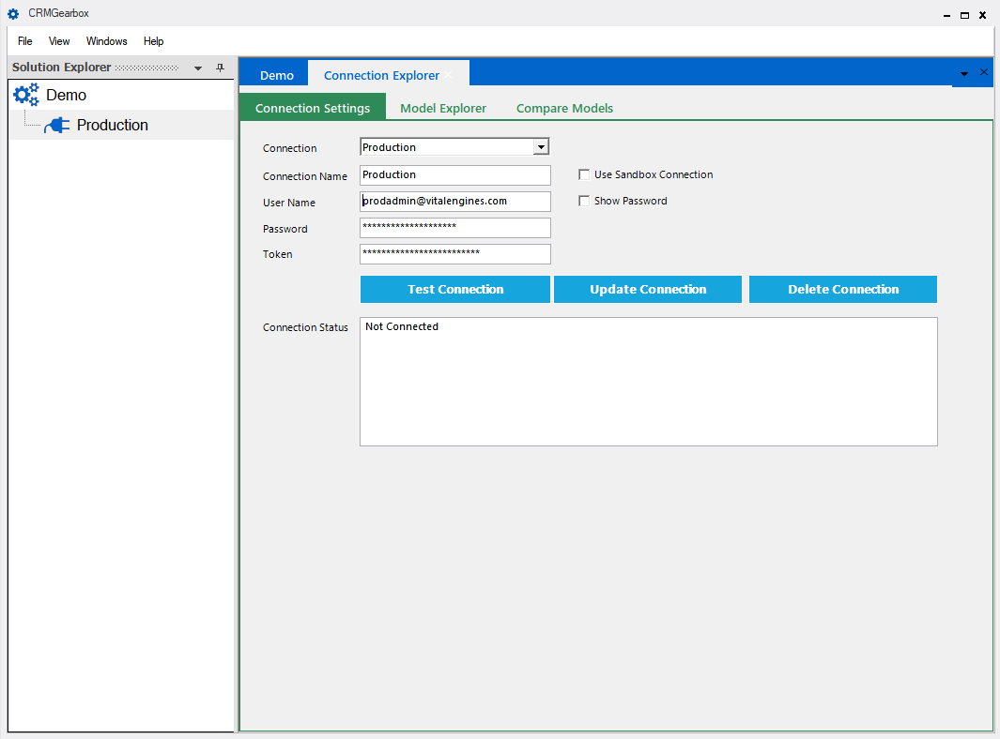 CRMGearbox
File View Windows Help
Solution Explorer
Demo
Production
Demo Connection Explorer
Connection Settings Model Explorer Compare Models
Connection Production
Connection Name Production Use Sandbox Connection
User Name prodadmin@vitalengines.com Show Password
Password ********************
Token *************************
Test Connection Update Connection Delete Connection
Connection Status Not Connected